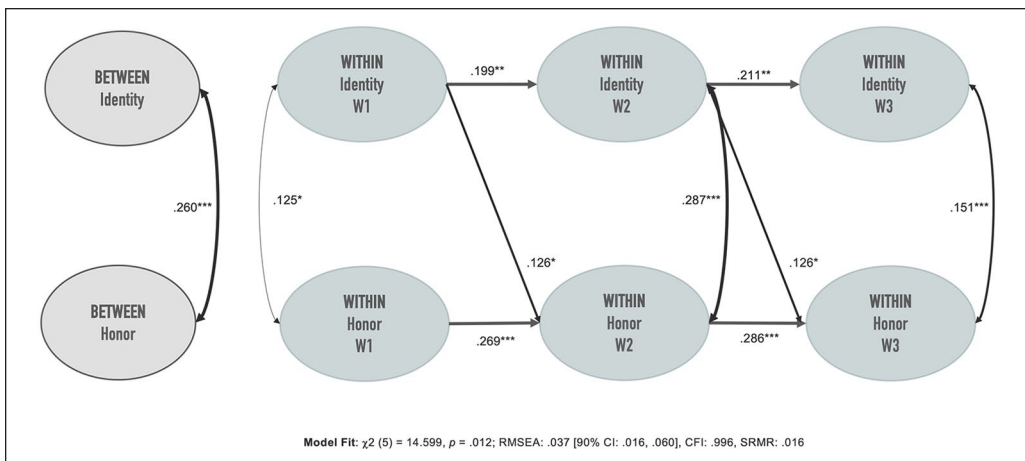 BETWEEN
Identity
WITHIN
Identity
W1
.199**
WITHIN
Identity
W2
.211**
WITHIN
Identity
W3
.260***
.125*
.287***
.151***
.126*
.126*
BETWEEN
Honor
WITHIN
Honor
W1
.269***
WITHIN
Honor
W2
.286***
WITHIN
Honor
W3
Model Fit: χ2 (5) = 14.599, p = .012; RMSEA: .037 [90% CI: .016, .060], CFI: .996, SRMR: .016